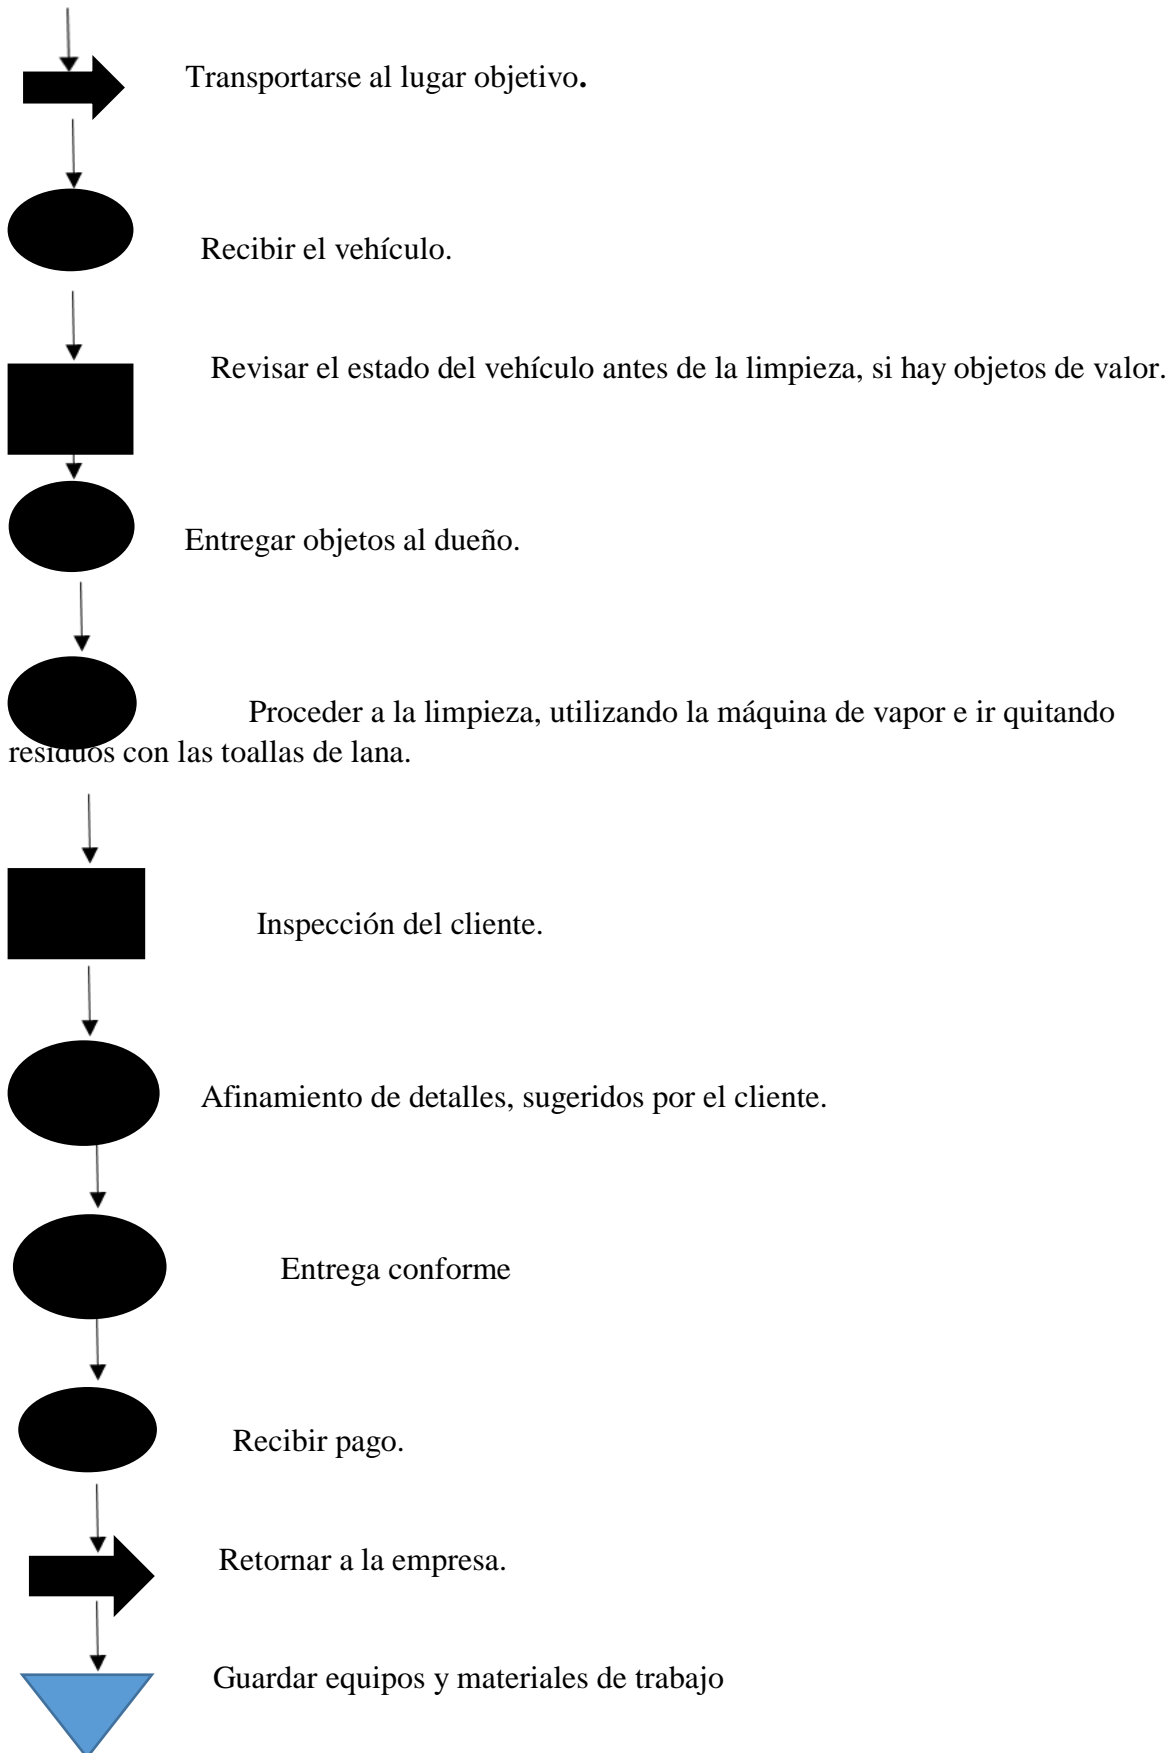 Transportarse al lugar objetivo.
Recibir el vehículo.
Revisar el estado del vehículo antes de la limpieza, si hay objetos de valor.
Entregar objetos al dueño.
Proceder a la limpieza, utilizando la máquina de vapor e ir quitando
residuos con las toallas de lana.
Inspección del cliente.
Afinamiento de detalles, sugeridos por el cliente.
Entrega conforme
Recibir pago.
Retornar a la empresa.
Guardar equipos y materiales de trabajo